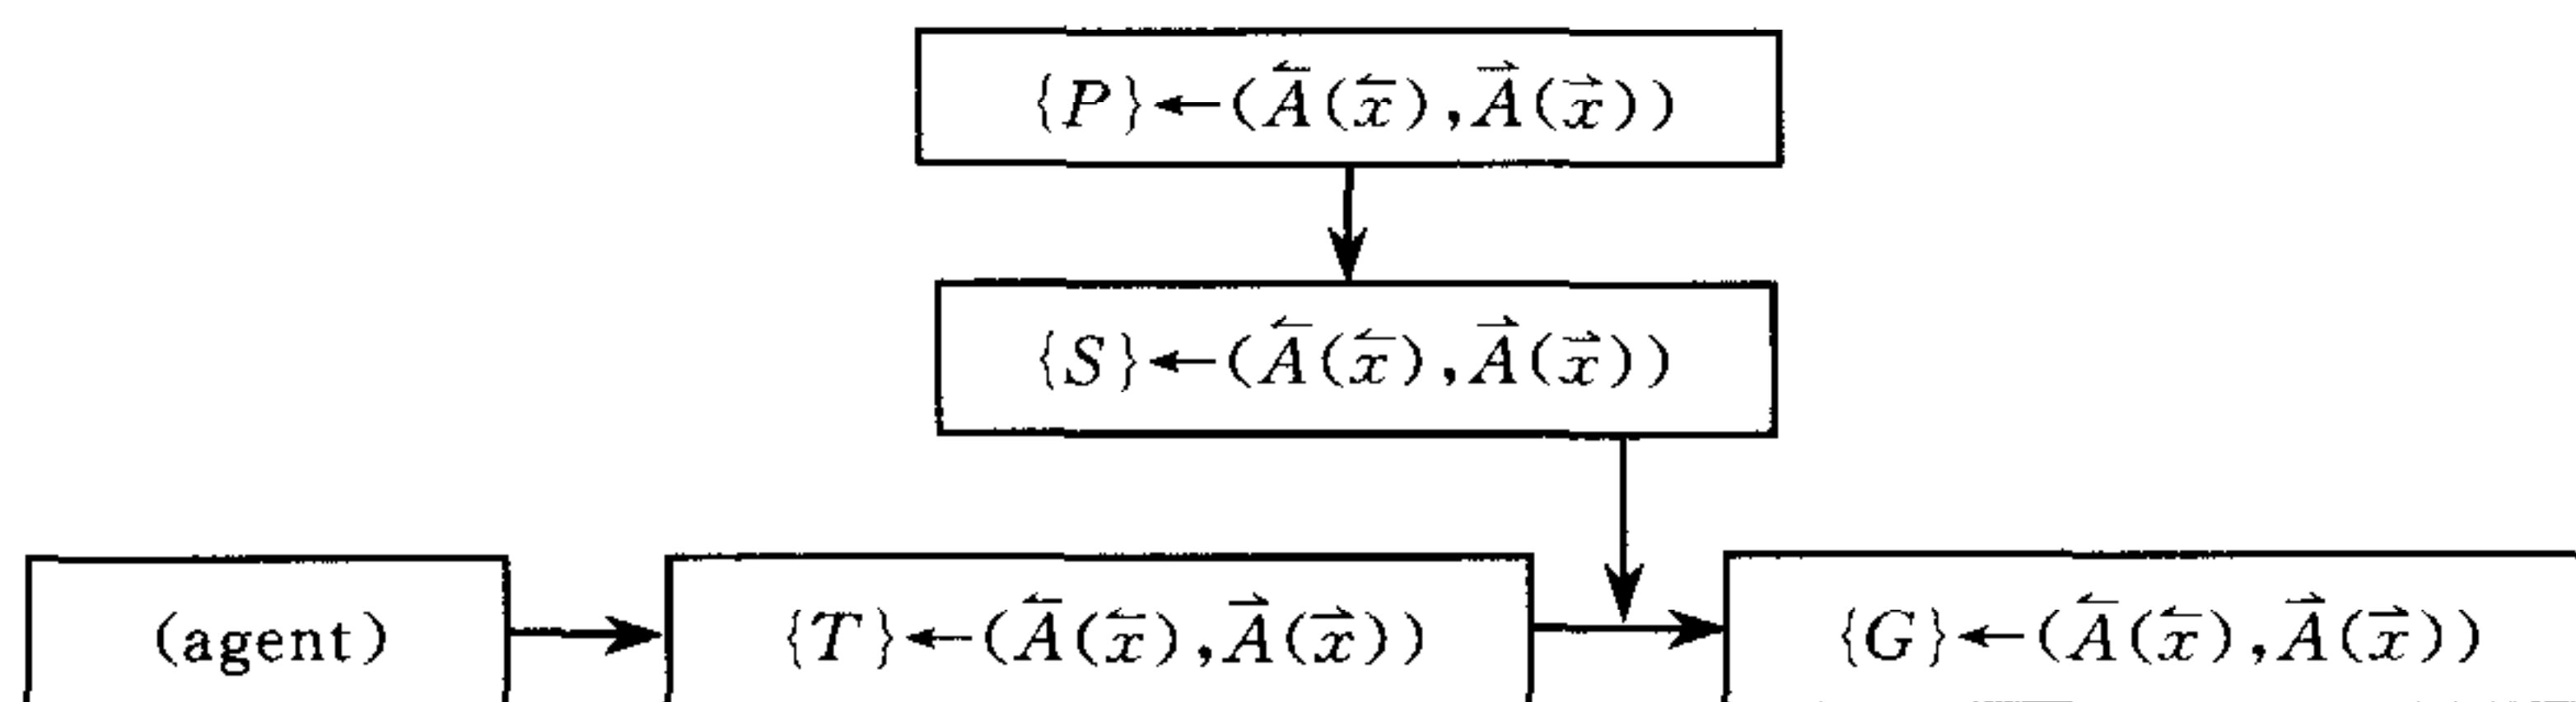 {P}←(A⃖(x⃖),A⃗(x⃗))
{S}←(A⃖(x⃖),A⃗(x⃗))
(agent) {T}←(A⃖(x⃖),A⃗(x⃗)) {G}←(A⃖(x⃖),A⃗(x⃗))